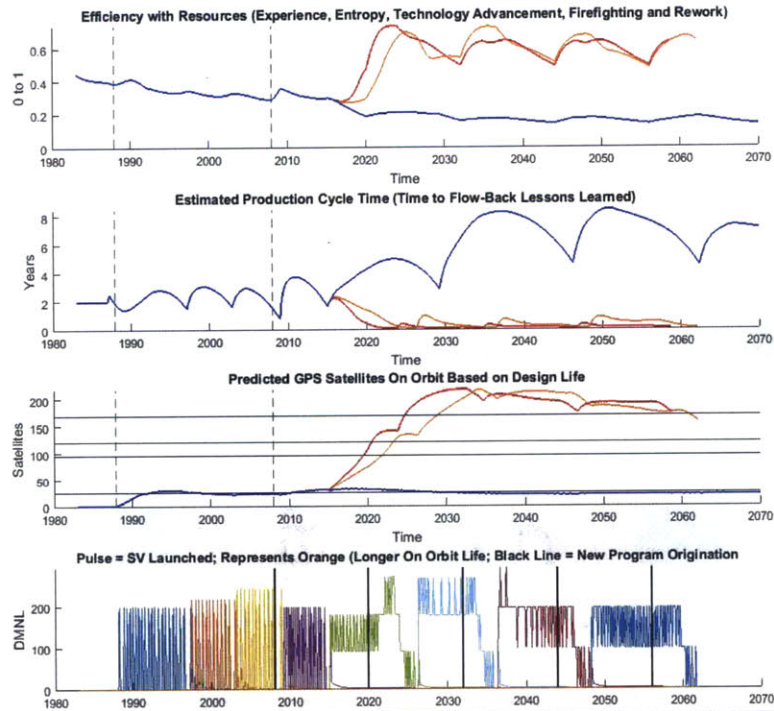 Efficiency with Resources (Experience, Entropy, Technology Advancement, Firefighting and Rework)
0 to 1
0.6
0.4
0.2
0
1980 1990 2000 2010 2020 2030 2040 2050 2060 2070
Time
Estimated Production Cycle Time (Time to Flow-Back Lessons Learned)
Years
8
6
4
2
0
1980 1990 2000 2010 2020 2030 2040 2050 2060 2070
Time
Predicted GPS Satellites On Orbit Based on Design Life
Satellites
200
150
100
50
0
1980 1990 2000 2010 2020 2030 2040 2050 2060 2070
Time
Pulse = SV Launched; Represents Orange (Longer On Orbit Life; Black Line = New Program Origination
DMNL
200
100
0
1980 1990 2000 2010 2020 2030 2040 2050 2060 2070